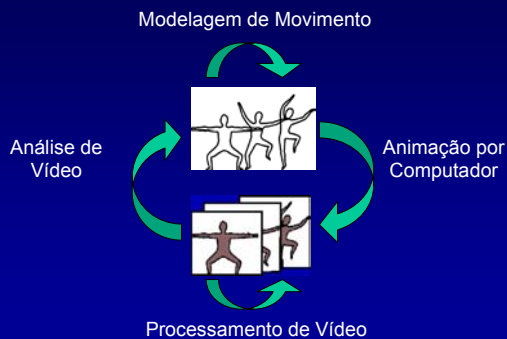 Modelagem de Movimento
Análise de
Vídeo
Animação por
Computador
Processamento de Vídeo